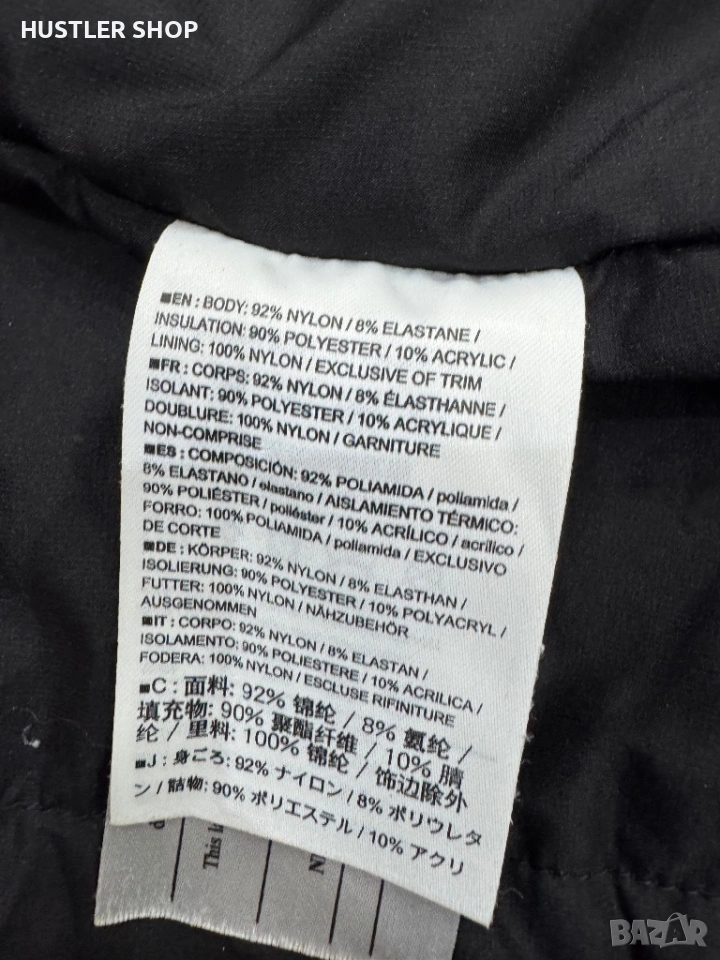 HUSTLER SHOP
■EN : BODY: 92% NYLON / 8% ELASTANE /
INSULATION: 90% POLYESTER / 10% ACRYLIC /
LINING: 100% NYLON / EXCLUSIVE OF TRIM
■FR : CORPS: 92% NYLON / 8% ÉLASTHANNE /
ISOLANT: 90% POLYESTER / 10% ACRYLIQUE /
DOUBLURE: 100% NYLON / GARNITURE
NON-COMPRISE
■ES : COMPOSICIÓN: 92% POLIAMIDA / poliamida /
8% ELASTANO / elastano / AISLAMIENTO TÉRMICO:
90% POLIÉSTER / poliéster / 10% ACRÍLICO / acrílico /
FORRO: 100% POLIAMIDA / poliamida / EXCLUSIVO
DE CORTE
■DE : KÖRPER: 92% NYLON / 8% ELASTHAN /
ISOLIERUNG: 90% POLYESTER / 10% POLYACRYL /
FUTTER: 100% NYLON / NÄHZUBEHÖR
AUSGENOMMEN
■IT : CORPO: 92% NYLON / 8% ELASTAN /
ISOLAMENTO: 90% POLIESTERE / 10% ACRILICA /
FODERA: 100% NYLON / ESCLUSE RIFINITURE
■C : 面料: 92% 锦纶 / 8% 氨纶 /
填充物: 90% 聚酯纤维 / 10% 腈
纶 / 里料: 100% 锦纶 / 饰边除外
■J : 身ごろ: 92% ナイロン / 8% ポリウレタ
ン / 詰物: 90% ポリエステル / 10% アクリ
This la
BAZAR